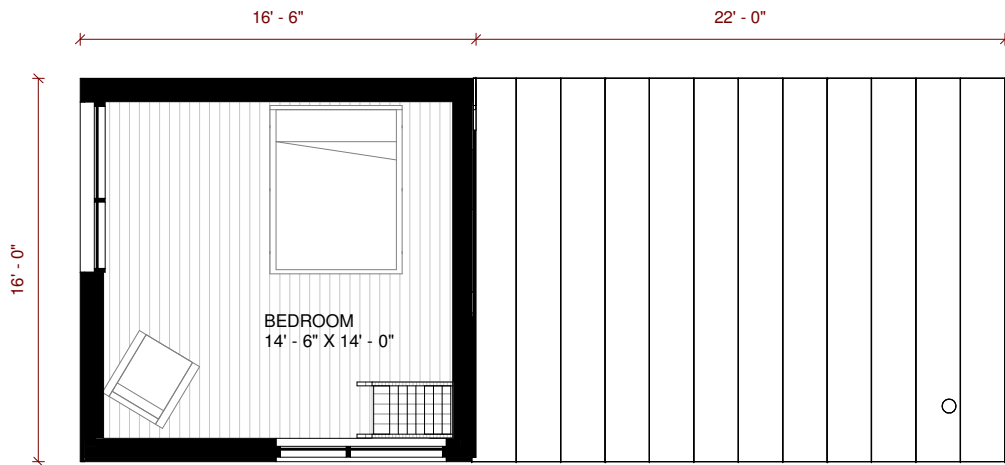 16' - 6"
22' - 0"
16' - 0"
BEDROOM
14' - 6" X 14' - 0"